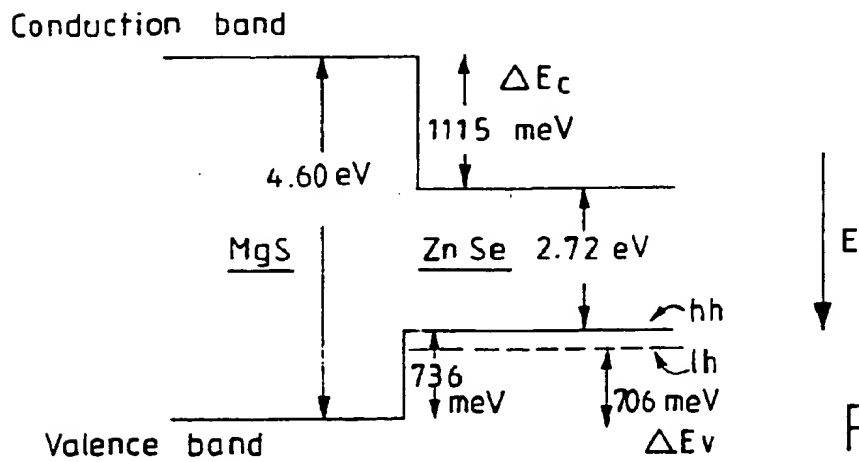 Conduction band
ΔEc
1115 meV
4.60 eV
MgS
Zn Se
2.72 eV
E
hh
lh
736
meV
706 meV
ΔEv
Valence band